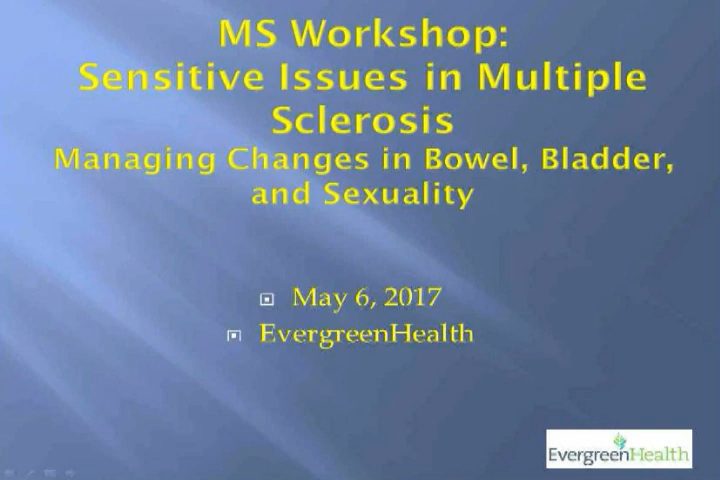 MS Workshop:
Sensitive Issues in Multiple
Sclerosis
Managing Changes in Bowel, Bladder,
and Sexuality
May 6, 2017
EvergreenHealth
EvergreenHealth